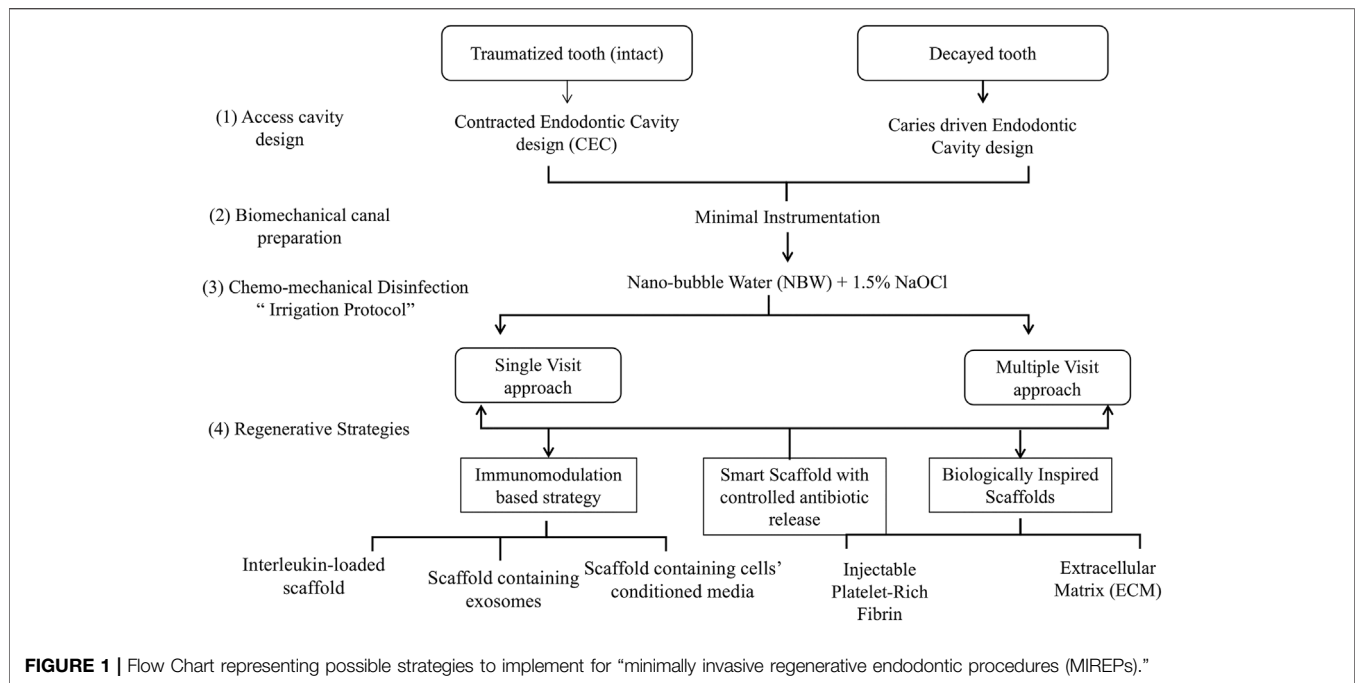 Traumatized tooth (intact)
Decayed tooth
(1) Access cavity
design
Contracted Endodontic Cavity
design (CEC)
Caries driven Endodontic
Cavity design
(2) Biomechanical canal
preparation
Minimal Instrumentation
(3) Chemo-mechanical Disinfection
“ Irrigation Protocol”
Nano-bubble Water (NBW) + 1.5% NaOCl
Single Visit
approach
Multiple Visit
approach
(4) Regenerative Strategies
Immunomodulation
based strategy
Smart Scaffold with
controlled antibiotic
release
Biologically Inspired
Scaffolds
Interleukin-loaded
scaffold
Scaffold containing
exosomes
Scaffold containing cells’
conditioned media
Injectable
Platelet-Rich
Fibrin
Extracellular
Matrix (ECM)
FIGURE 1 | Flow Chart representing possible strategies to implement for “minimally invasive regenerative endodontic procedures (MIREPs).”